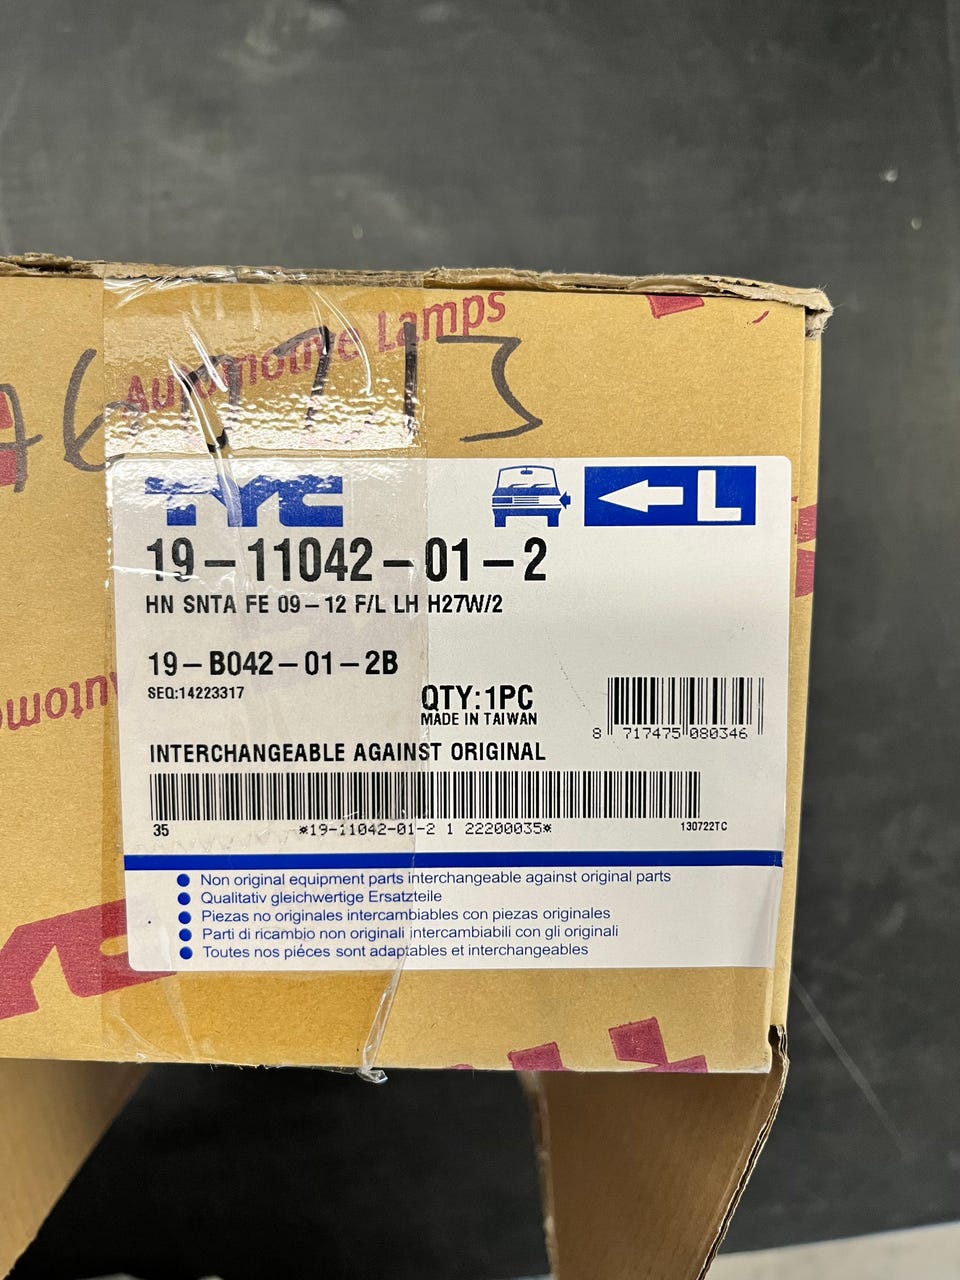 Automotive Lamps
TYC
L
19-11042-01-2
HN SNTA FE 09-12 F/L LH H27W/2
19-B042-01-2B
SEQ:14223317
QTY:1PC
MADE IN TAIWAN
8 717475 080346
INTERCHANGEABLE AGAINST ORIGINAL
35
*19-11042-01-2 1 22200035*
130722TC
● Non original equipment parts interchangeable against original parts
● Qualitativ gleichwertige Ersatzteile
● Piezas no originales intercambiables con piezas originales
● Parti di ricambio non originali intercambiabili con gli originali
● Toutes nos piéces sont adaptables et interchangeables